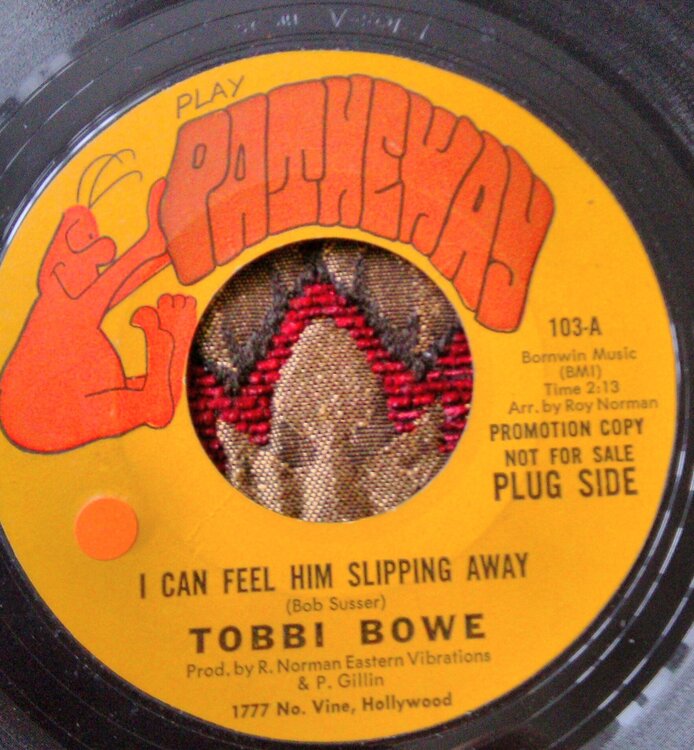 PLAY
PATHEWAY
103-A
Bornwin Music
(BMI)
Time 2:13
Arr. by Roy Norman
PROMOTION COPY
NOT FOR SALE
PLUG SIDE
I CAN FEEL HIM SLIPPING AWAY
(Bob Susser)
TOBBI BOWE
Prod. by R. Norman Eastern Vibrations
& P. Gillin
1777 No. Vine, Hollywood